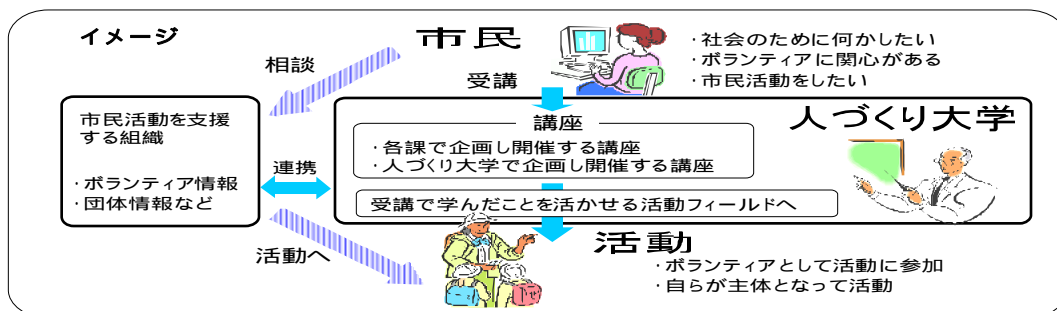 イメージ
市民
・社会のために何かしたい
・ボランティアに関心がある
・市民活動をしたい
相談
受講
市民活動を支援
する組織
・ボランティア情報
・団体情報など
連携
人づくり大学
講座
・各課で企画し開催する講座
・人づくり大学で企画し開催する講座
受講で学んだことを活かせる活動フィールドへ
活動へ
活動
・ボランティアとして活動に参加
・自らが主体となって活動